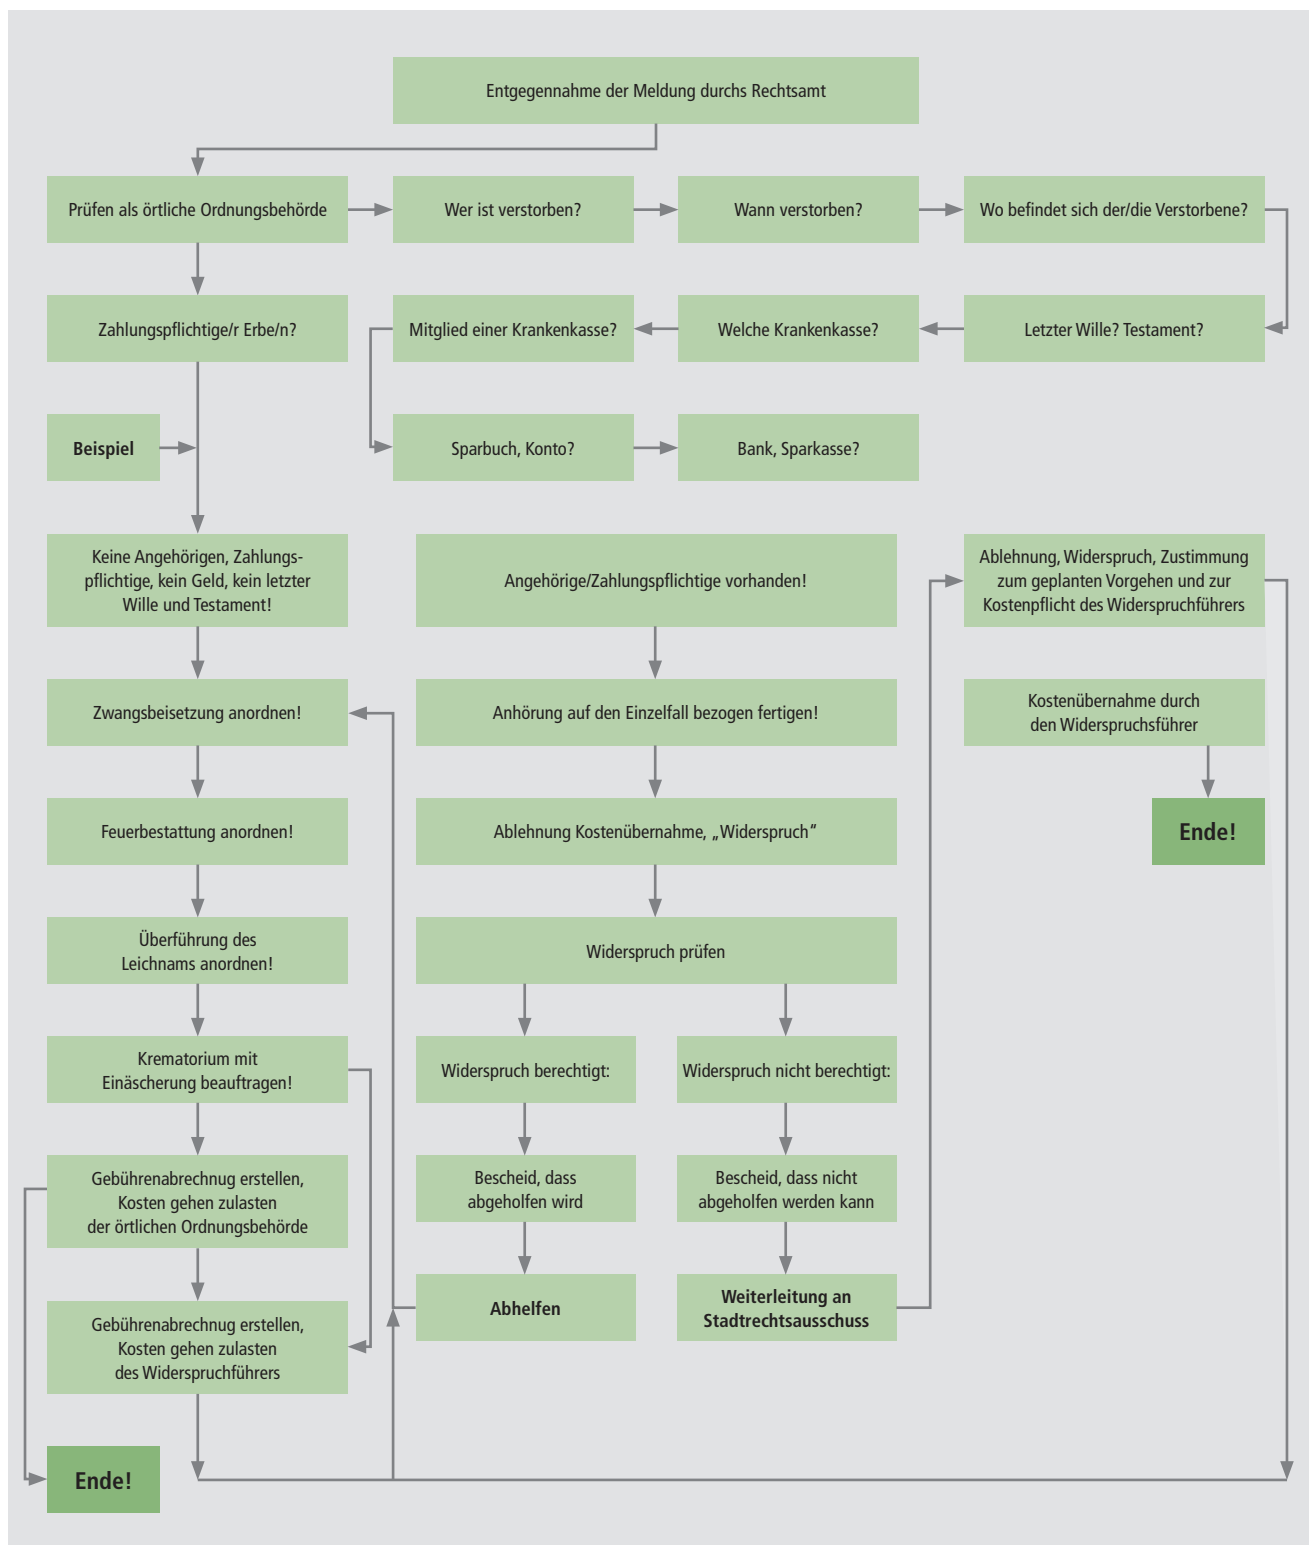 Entgegennahme der Meldung durchs Rechtsamt
Prüfen als örtliche Ordnungsbehörde
Wer ist verstorben?
Wann verstorben?
Wo befindet sich der/die Verstorbene?
Zahlungspflichtige/r Erbe/n?
Mitglied einer Krankenkasse?
Welche Krankenkasse?
Letzter Wille? Testament?
Beispiel
Sparbuch, Konto?
Bank, Sparkasse?
Keine Angehörigen, Zahlungs-
pflichtige, kein Geld, kein letzter
Wille und Testament!
Angehörige/Zahlungspflichtige vorhanden!
Ablehnung, Widerspruch, Zustimmung
zum geplanten Vorgehen und zur
Kostenpflicht des Widerspruchführers
Zwangsbeisetzung anordnen!
Anhörung auf den Einzelfall bezogen fertigen!
Kostenübernahme durch
den Widerspruchsführer
Feuerbestattung anordnen!
Ablehnung Kostenübernahme, „Widerspruch“
Ende!
Überführung des
Leichnams anordnen!
Widerspruch prüfen
Krematorium mit
Einäscherung beauftragen!
Widerspruch berechtigt:
Widerspruch nicht berechtigt:
Gebührenabrechnug erstellen,
Kosten gehen zulasten
der örtlichen Ordnungsbehörde
Bescheid, dass
abgeholfen wird
Bescheid, dass nicht
abgeholfen werden kann
Gebührenabrechnug erstellen,
Kosten gehen zulasten
des Widerspruchführers
Abhelfen
Weiterleitung an
Stadtrechtsausschuss
Ende!